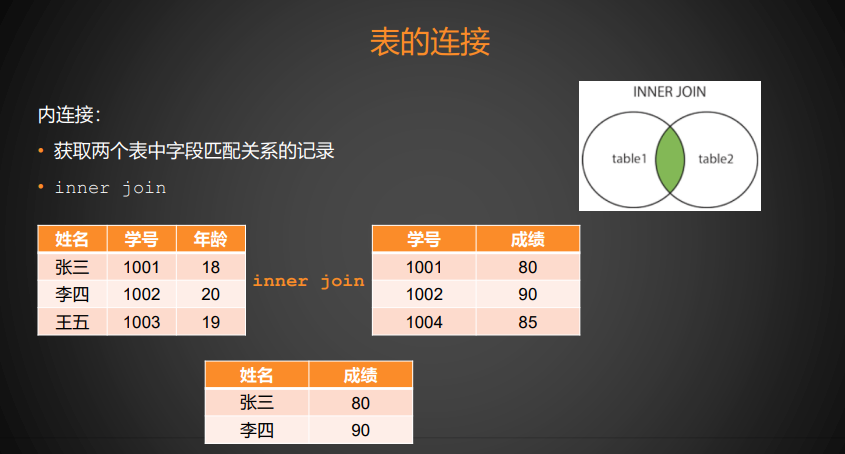 表的连接
内连接：
• 获取两个表中字段匹配关系的记录
• inner join
INNER JOIN
table1 table2
姓名 学号 年龄
张三 1001 18
李四 1002 20
王五 1003 19
inner join
学号 成绩
1001 80
1002 90
1004 85
姓名 成绩
张三 80
李四 90